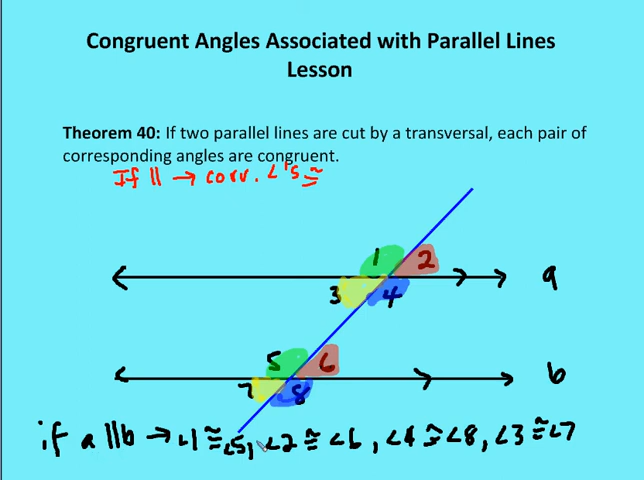 Congruent Angles Associated with Parallel Lines
Lesson
Theorem 40: If two parallel lines are cut by a transversal, each pair of
corresponding angles are congruent.
If || → corr. ∠'s ≅
1 2
3 4
a
5 6
7 8
b
if a || b → ∠1 ≅ ∠5, ∠2 ≅ ∠6, ∠4 ≅ ∠8, ∠3 ≅ ∠7